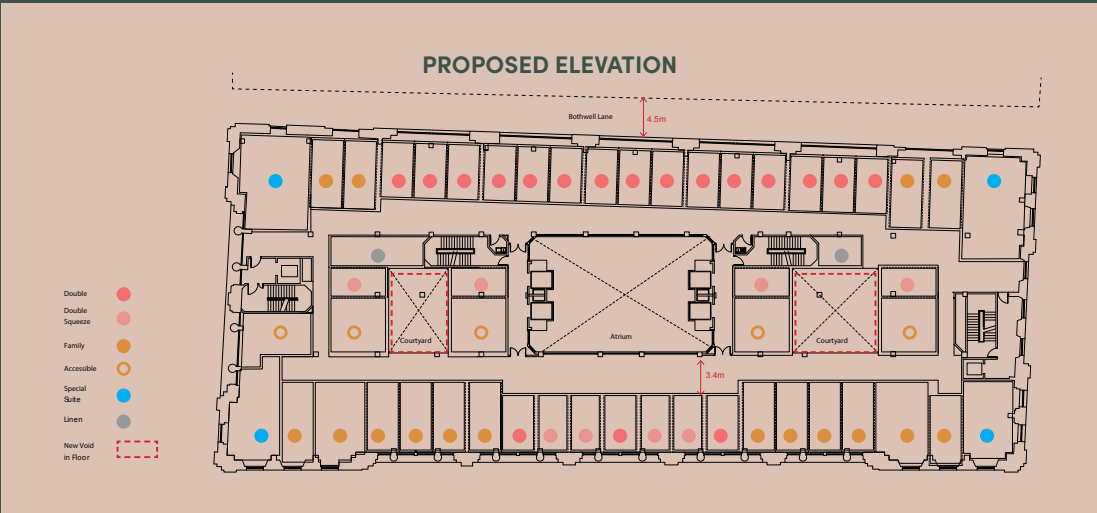 PROPOSED ELEVATION
Bothwell Lane
4.5m
Double
Double
Squeeze
Family
Accessible
Special
Suite
Linen
New Void
in Floor
Courtyard
Atrium
Courtyard
3.4m